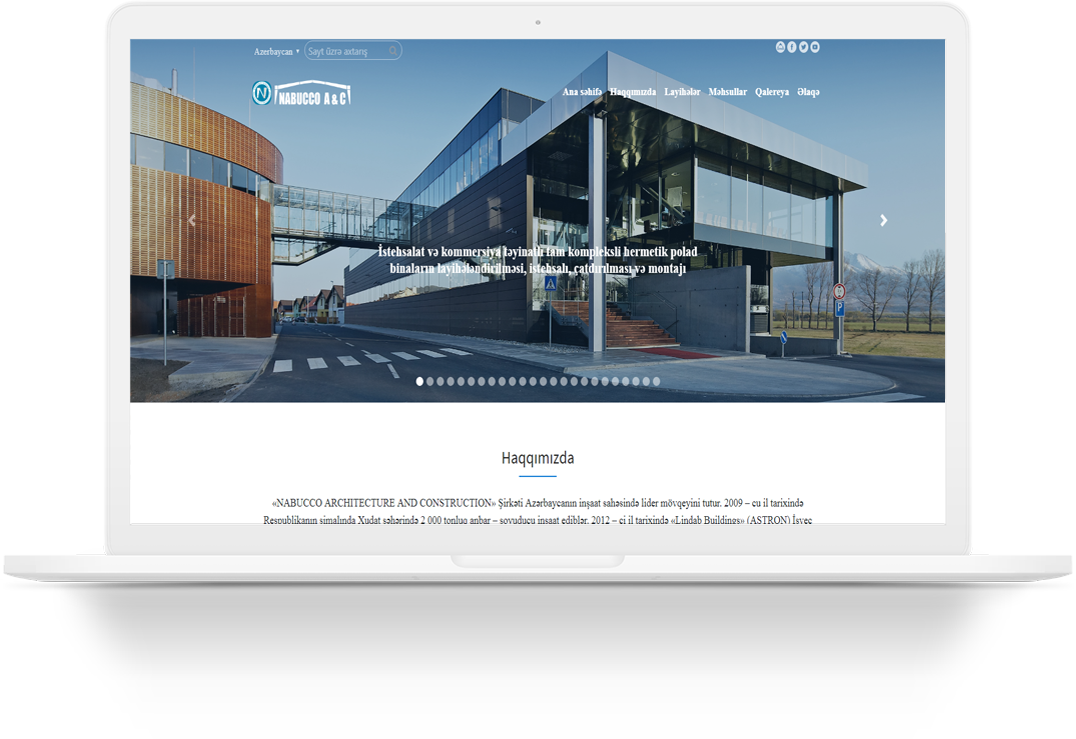 Azerbaycan
Sayt üzrə axtarış
NABUCCO A & C
Ana səhifə Haqqımızda Layihələr Məhsullar Qalereya Əlaqə
İstehsalat və kommersiya təyinatlı tam kompleksli hermetik polad
binaların layihələndirilməsi, istehsalı, çatdırılması və montajı
P
Haqqımızda
«NABUCCO ARCHITECTURE AND CONSTRUCTION» Şirkəti Azərbaycanın inşaat sahəsində lider mövqeyini tutur. 2009 – cu il tarixində
Respublikanın şimalında Xudat şəhərində 2 000 tonluq anbar – soyuducu inşaat ediblər. 2012 – ci il tarixində «Lindab Buildings» (ASTRON) İsveç